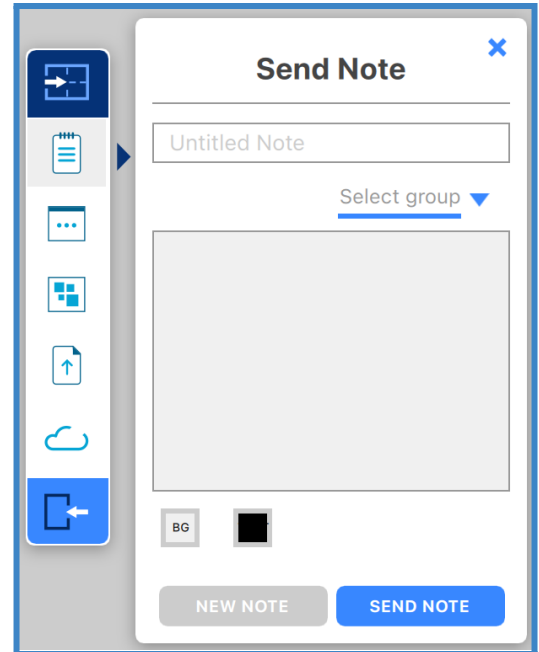 Send Note
Untitled Note
Select group
BG
NEW NOTE
SEND NOTE